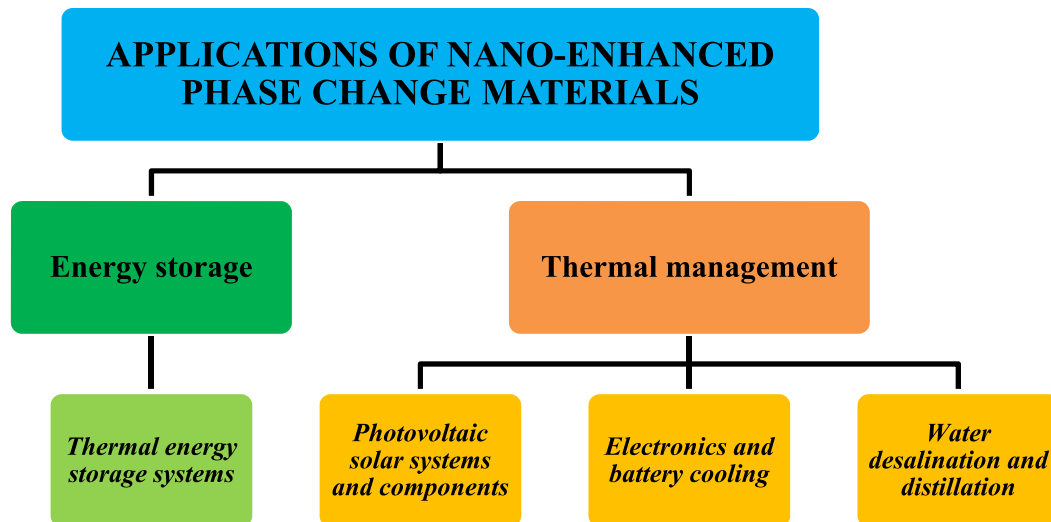 APPLICATIONS OF NANO-ENHANCED
PHASE CHANGE MATERIALS
Energy storage
Thermal management
Thermal energy
storage systems
Photovoltaic
solar systems
and components
Electronics and
battery cooling
Water
desalination and
distillation